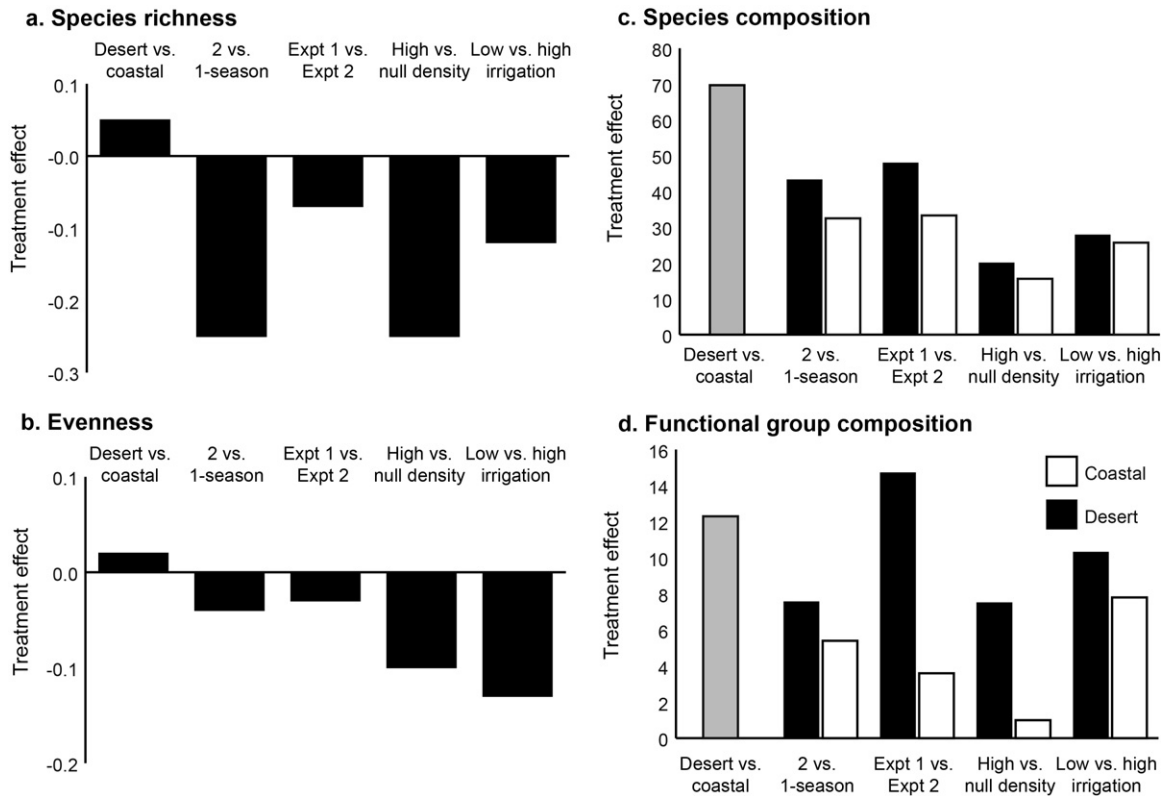 a. Species richness
Desert vs. 2 vs. Expt 1 vs. High vs. Low vs. high
coastal 1-season Expt 2 null density irrigation
0.1
-0.0
-0.1
-0.2
-0.3
Treatment effect
b. Evenness
Desert vs. 2 vs. Expt 1 vs. High vs. Low vs. high
coastal 1-season Expt 2 null density irrigation
0.1
0.0
-0.1
-0.2
Treatment effect
c. Species composition
80
70
60
50
40
30
20
10
0
Treatment effect
Desert vs. 2 vs. Expt 1 vs. High vs. Low vs. high
coastal 1-season Expt 2 null density irrigation
d. Functional group composition
16
14
12
10
8
6
4
2
0
Treatment effect
Coastal
Desert
Desert vs. 2 vs. Expt 1 vs. High vs. Low vs. high
coastal 1-season Expt 2 null density irrigation